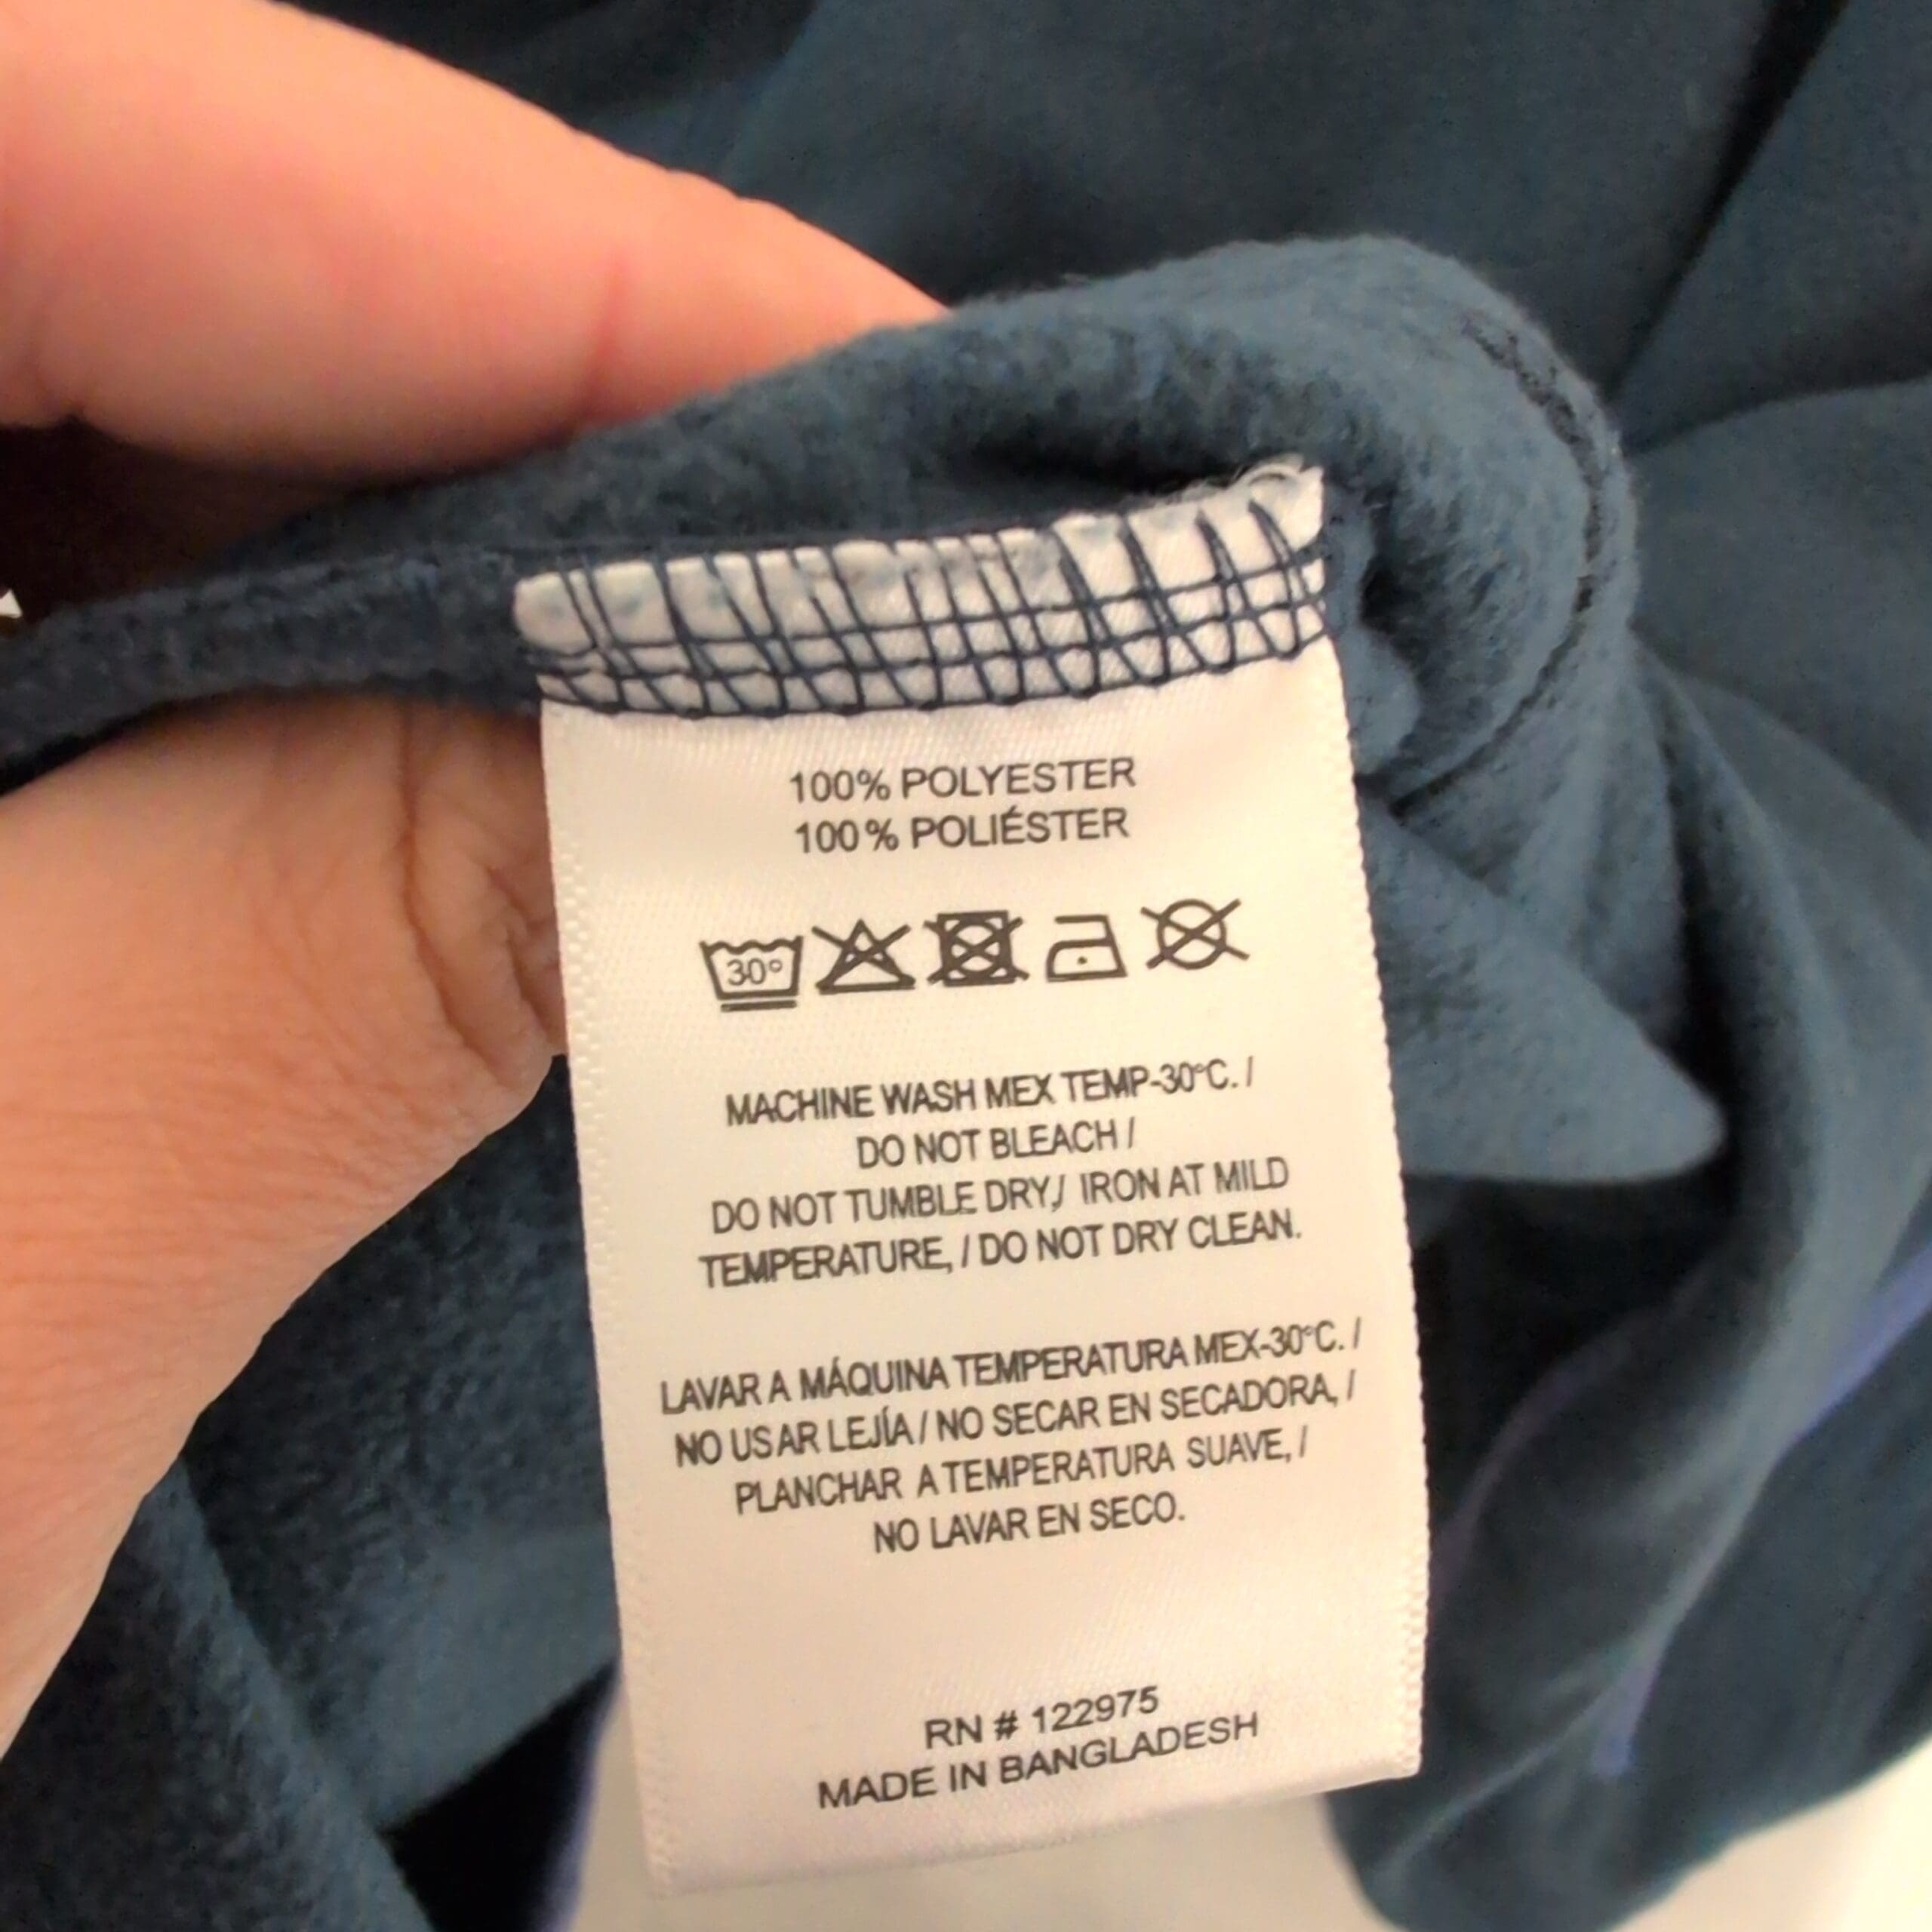 100% POLYESTER
100% POLIÉSTER
30°
MACHINE WASH MEX TEMP-30°C. /
DO NOT BLEACH /
DO NOT TUMBLE DRY,/ IRON AT MILD
TEMPERATURE, / DO NOT DRY CLEAN.
LAVAR A MÁQUINA TEMPERATURA MEX-30°C. /
NO USAR LEJÍA / NO SECAR EN SECADORA, /
PLANCHAR A TEMPERATURA SUAVE, /
NO LAVAR EN SECO.
RN # 122975
MADE IN BANGLADESH